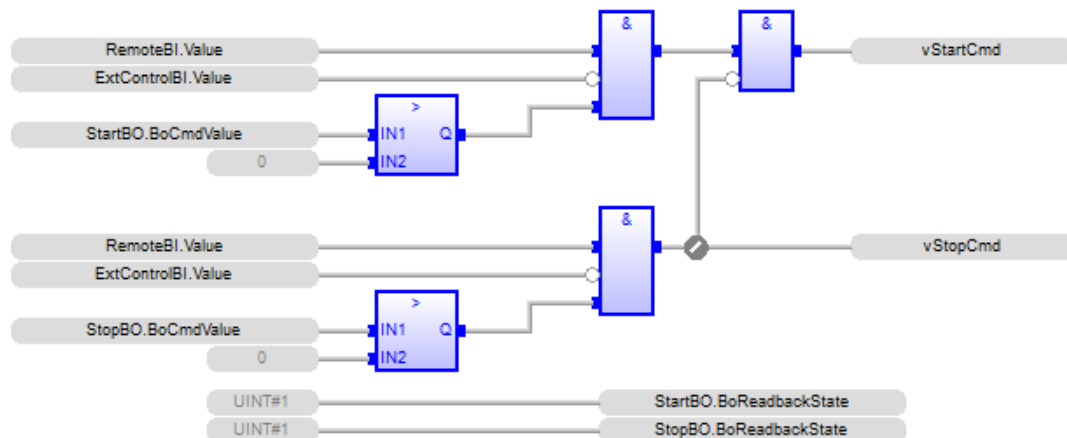 & &
RemoteBI.Value vStartCmd
ExtControlBI.Value
>
StartBO.BoCmdValue IN1 Q
0 IN2
&
RemoteBI.Value vStopCmd
ExtControlBI.Value
>
StopBO.BoCmdValue IN1 Q
0 IN2
UINT#1 StartBO.BoReadbackState
UINT#1 StopBO.BoReadbackState